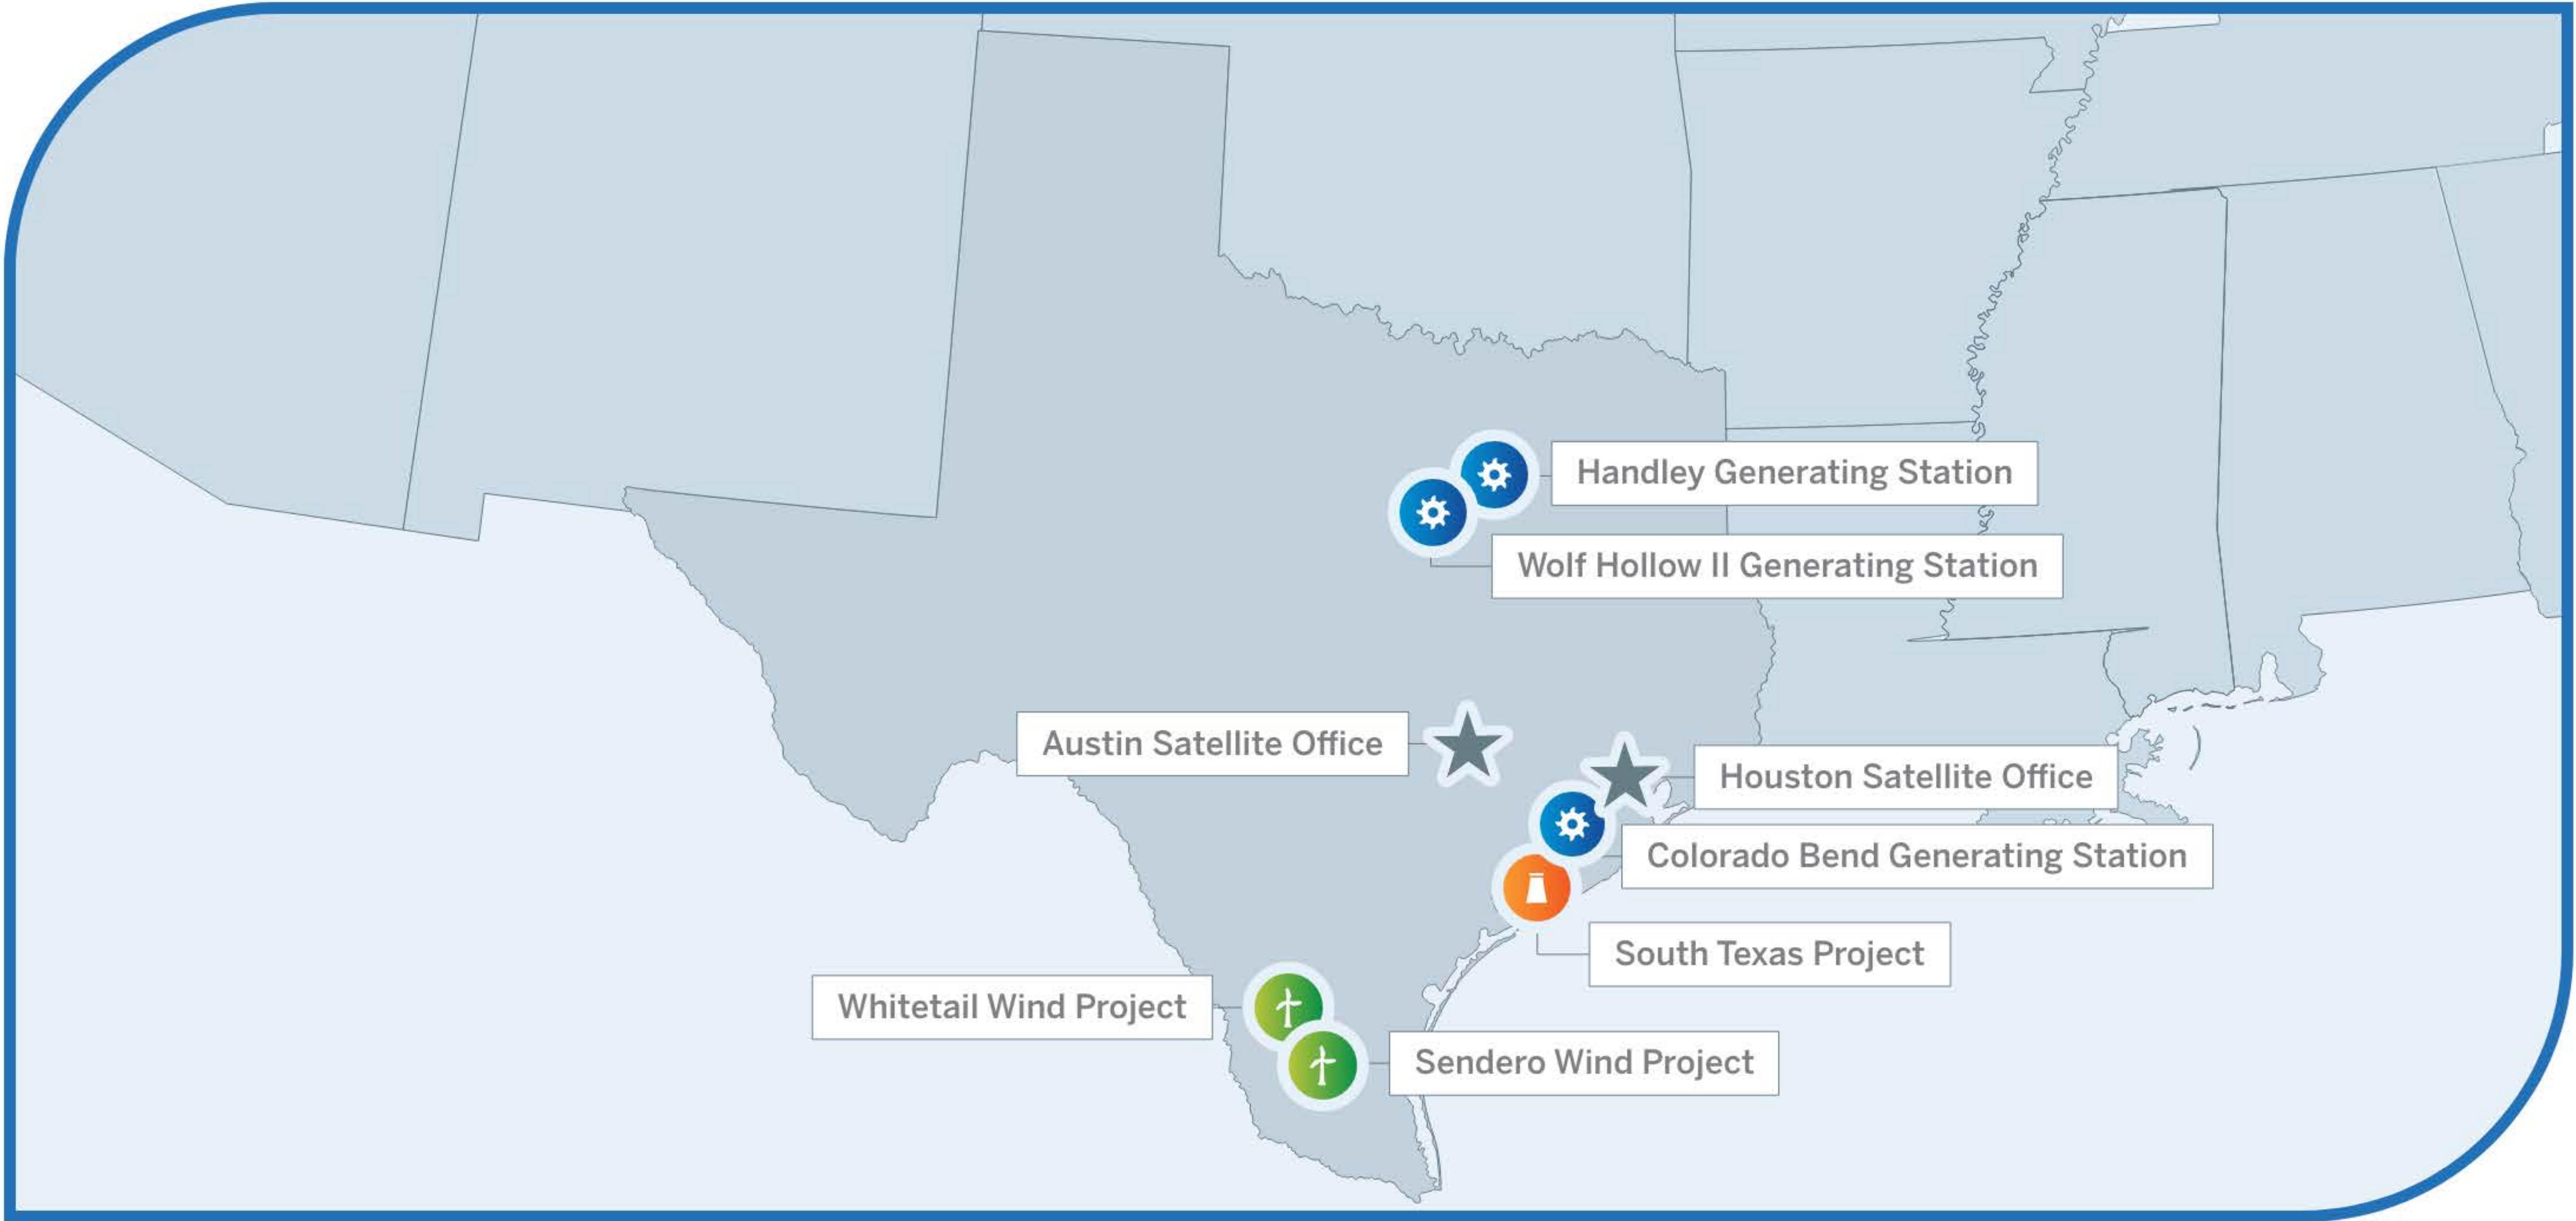 Handley Generating Station
Wolf Hollow II Generating Station
Austin Satellite Office
Houston Satellite Office
Colorado Bend Generating Station
South Texas Project
Whitetail Wind Project
Sendero Wind Project